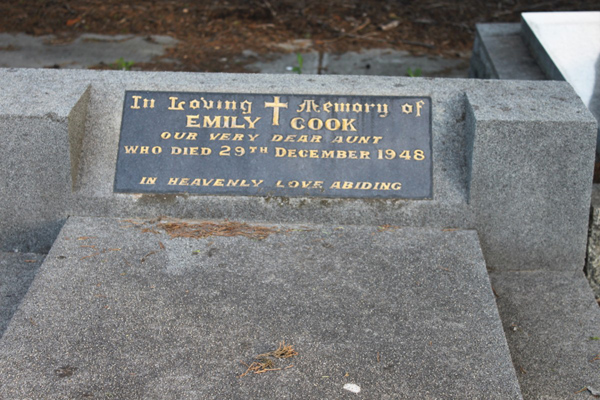 In Loving Memory of
EMILY COOK
OUR VERY DEAR AUNT
WHO DIED 29TH DECEMBER 1948
IN HEAVENLY LOVE ABIDING